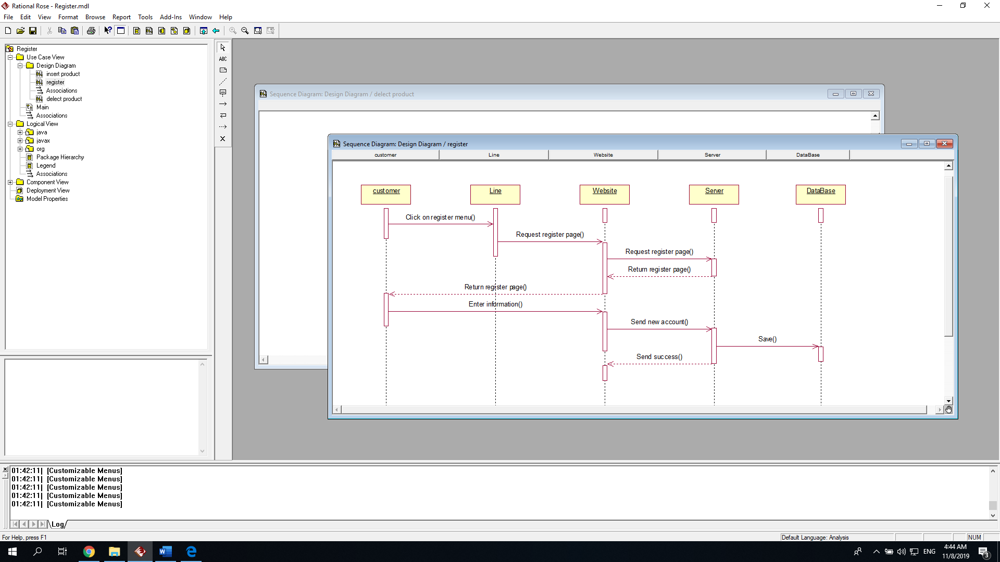 Rational Rose - Register.mdl
File Edit View Format Browse Report Tools Add-Ins Window Help
Register
Use Case View
Design Diagram
insert product
register
Associations
delect product
Main
Associations
Logical View
java
javax
org
Package Hierarchy
Legend
Associations
Component View
Deployment View
Model Properties
ABC
Sequence Diagram: Design Diagram / delect product
Sequence Diagram: Design Diagram / register
customer Line Website Server DataBase
customer Line Website Server DataBase
Click on register menu()
Request register page()
Request register page()
Return register page()
Return register page()
Enter information()
Send new account()
Save()
Send success()
01:42:11| [Customizable Menus]
01:42:11| [Customizable Menus]
01:42:11| [Customizable Menus]
01:42:11| [Customizable Menus]
01:42:11| [Customizable Menus]
Log
For Help, press F1
Default Language: Analysis NUM
ENG
4:44 AM
11/8/2019
3